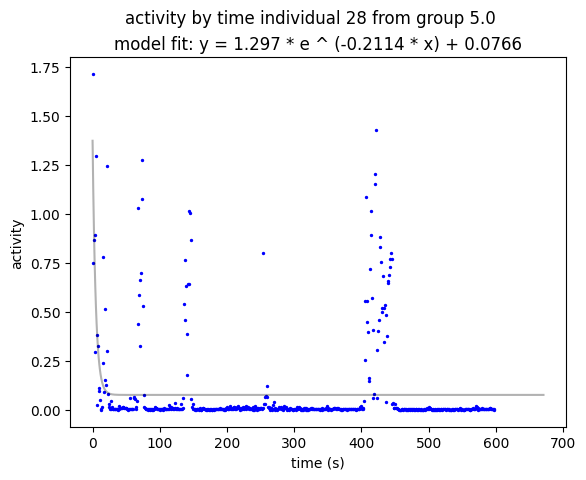 activity by time individual 28 from group 5.0
model fit: y = 1.297 * e ^ (-0.2114 * x) + 0.0766
1.75
1.50
1.25
1.00
0.75
0.50
0.25
0.00
activity
0 100 200 300 400 500 600 700
time (s)